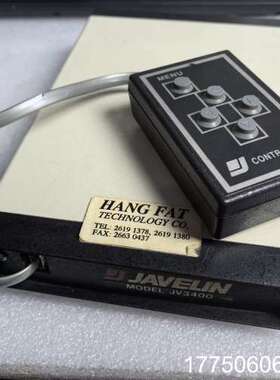 MENU
CONTR
HANG FAT
TECHNOLOGY CO.
TEL: 2619 1378, 2619 1380
FAX: 2663 0437
JAVELIN
MODEL JV3400
17750606